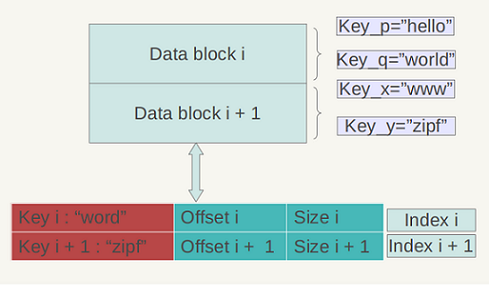 Key_p=”hello”
Data block i
Key_q=”world”
Key_x=”www”
Data block i + 1
Key_y=”zipf”
Key i : “word” Offset i Size i Index i
Key i + 1 : “zipf” Offset i + 1 Size i + 1 Index i + 1